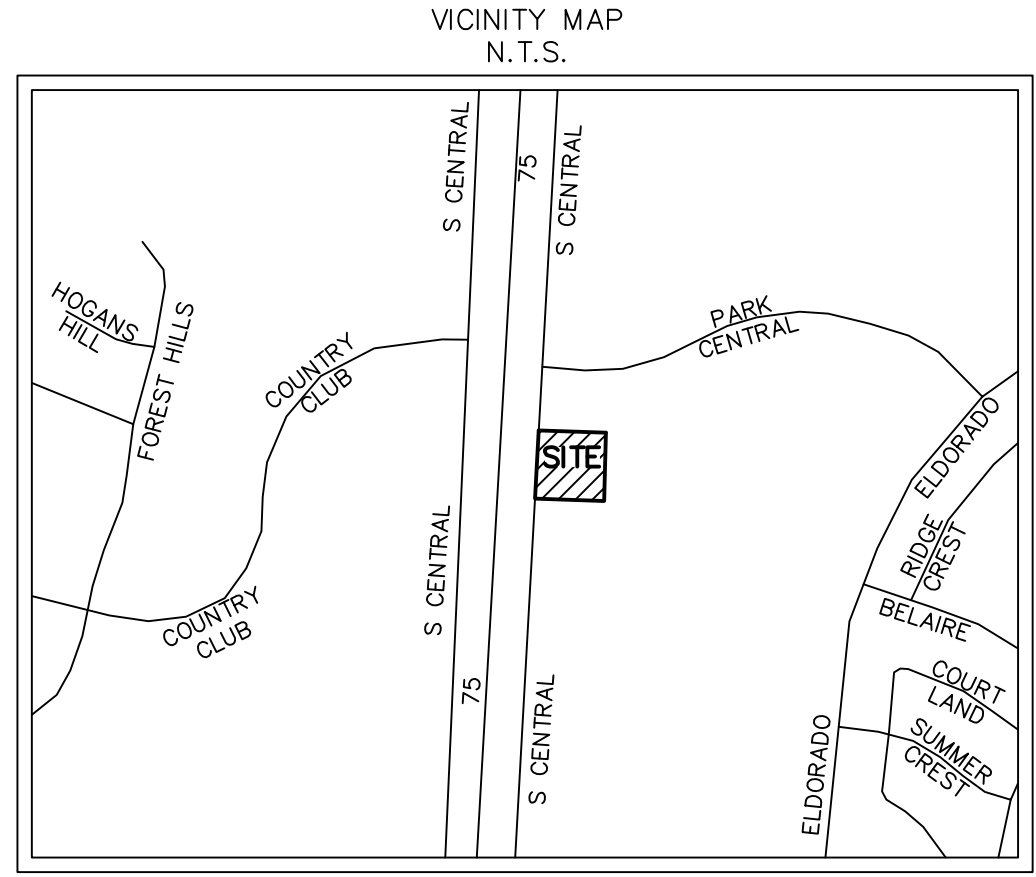 VICINITY MAP
N.T.S.
S CENTRAL
75
S CENTRAL
HOGANS
HILL
FOREST HILLS
COUNTRY
CLUB
PARK
CENTRAL
SITE
ELDORADO
RIDGE
CREST
BELAIRE
S CENTRAL
COUNTRY
CLUB
75
S CENTRAL
COURT
LAND
SUMMER
CREST
ELDORADO